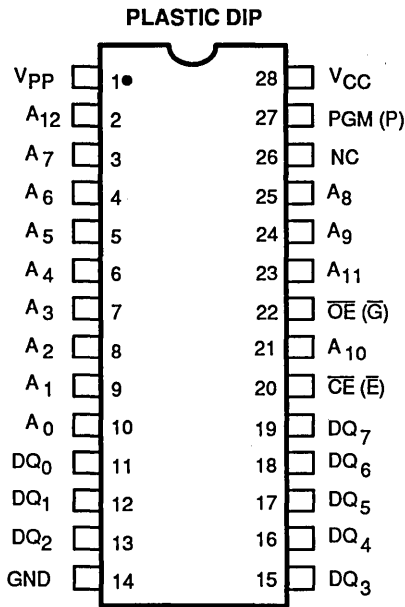 PLASTIC DIP
VPP 1 28 VCC
A12 2 27 PGM (P)
A7 3 26 NC
A6 4 25 A8
A5 5 24 A9
A4 6 23 A11
A3 7 22 O̅E̅ (G̅)
A2 8 21 A10
A1 9 20 C̅E̅ (E̅)
A0 10 19 DQ7
DQ0 11 18 DQ6
DQ1 12 17 DQ5
DQ2 13 16 DQ4
GND 14 15 DQ3